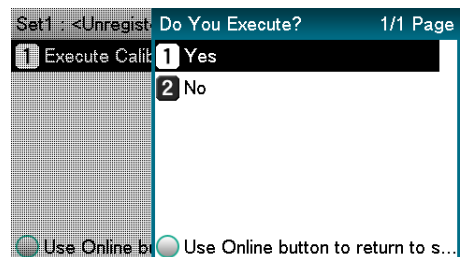 Set1 : <Unregist
Do You Execute? 1/1 Page
1 Execute Calib
1 Yes
2 No
Use Online bu
Use Online button to return to s...